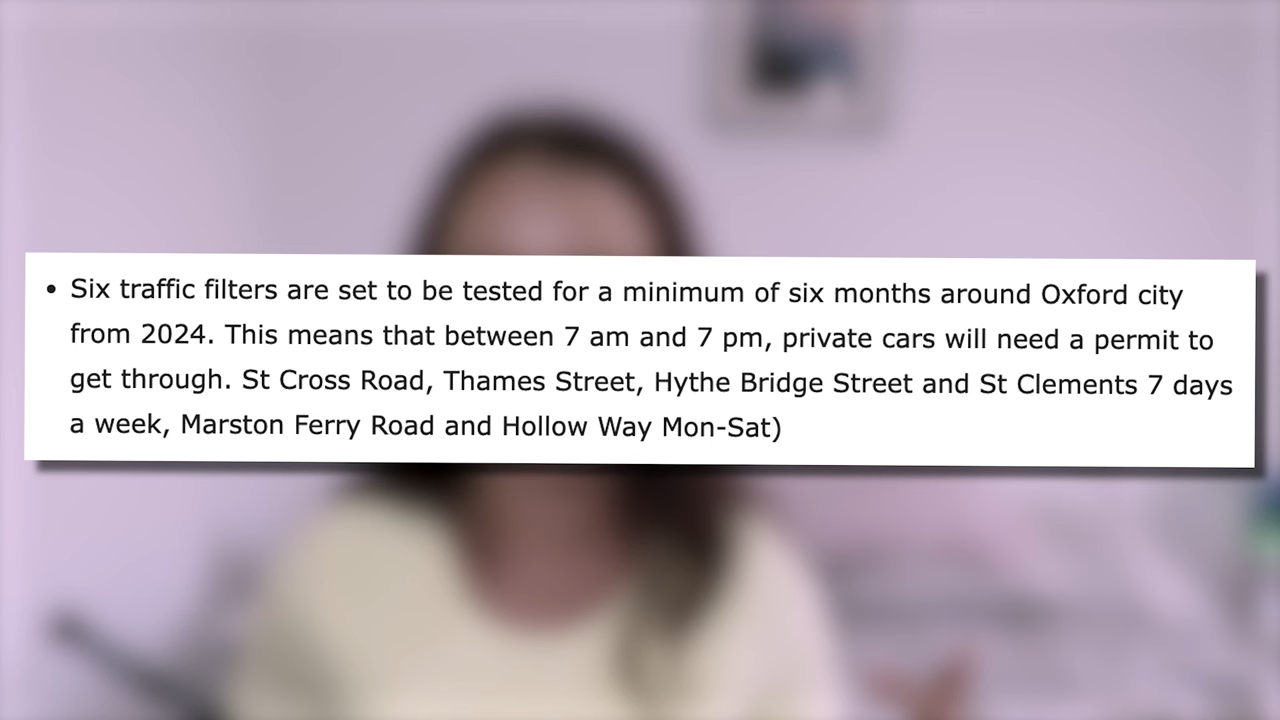 • Six traffic filters are set to be tested for a minimum of six months around Oxford city
from 2024. This means that between 7 am and 7 pm, private cars will need a permit to
get through. St Cross Road, Thames Street, Hythe Bridge Street and St Clements 7 days
a week, Marston Ferry Road and Hollow Way Mon-Sat)